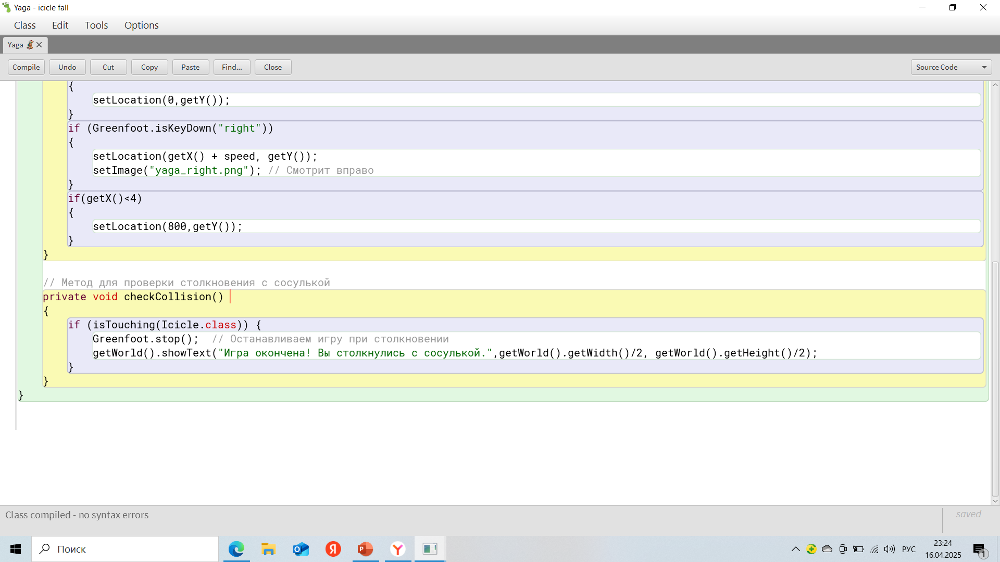 Yaga - icicle fall
Class Edit Tools Options
Yaga
Compile Undo Cut Copy Paste Find... Close Source Code
{
setLocation(0,getY());
}
if (Greenfoot.isKeyDown("right"))
{
setLocation(getX() + speed, getY());
setImage("yaga_right.png"); // Смотрит вправо
}
if(getX()<4)
{
setLocation(800,getY());
}
}
// Метод для проверки столкновения с сосулькой
private void checkCollision()
{
if (isTouching(Icicle.class)) {
Greenfoot.stop();  // Останавливаем игру при столкновении
getWorld().showText("Игра окончена! Вы столкнулись с сосулькой.",getWorld().getWidth()/2, getWorld().getHeight()/2);
}
}
}
Class compiled - no syntax errors
saved
Поиск
РУС
23:24
16.04.2025
1